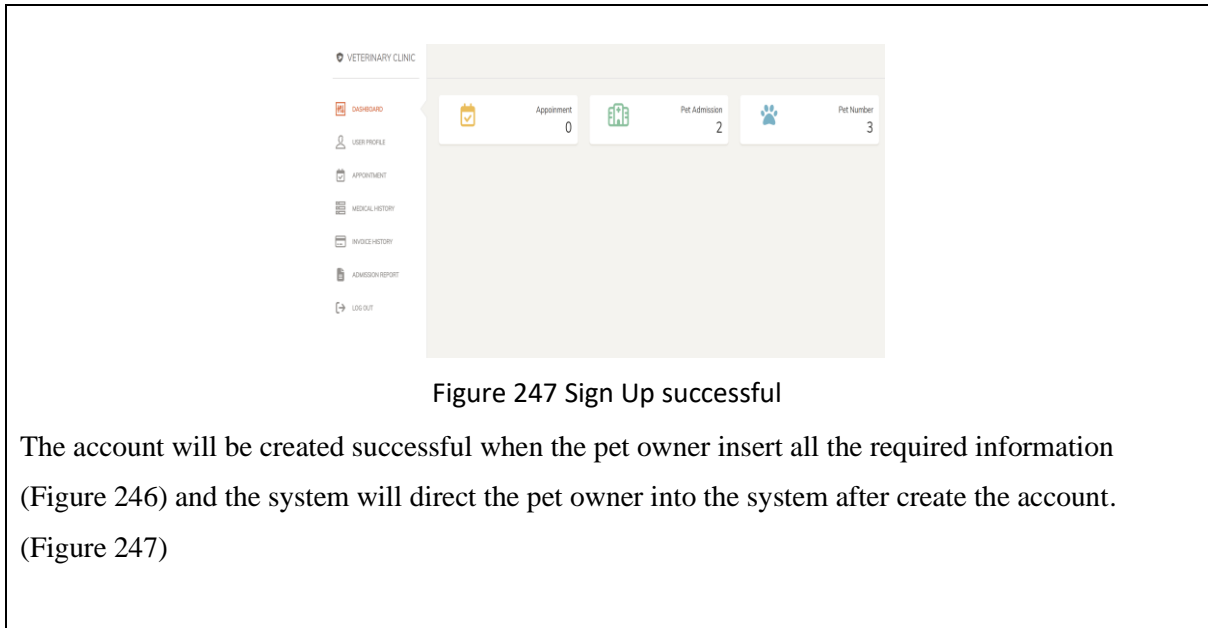 VETERINARY CLINIC
DASHBOARD
USER PROFILE
APPOINTMENT
MEDICAL HISTORY
INVOICE HISTORY
ADMISSION REPORT
LOG OUT
Appoinment
0
Pet Admission
2
Pet Number
3
Figure 247 Sign Up successful
The account will be created successful when the pet owner insert all the required information
(Figure 246) and the system will direct the pet owner into the system after create the account.
(Figure 247)